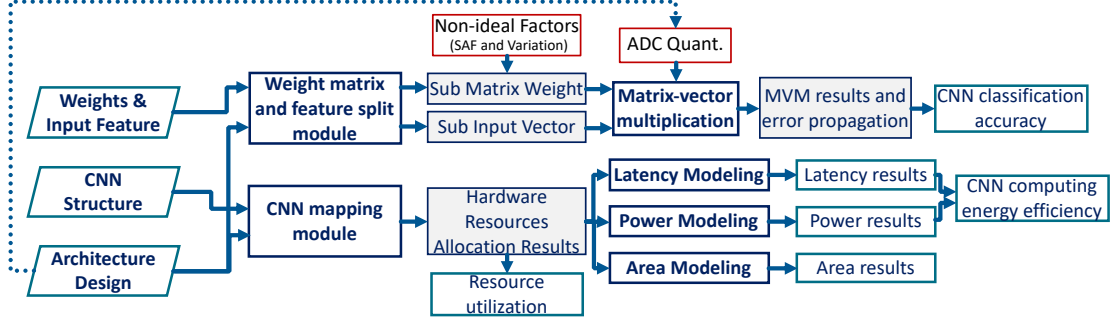 Non-ideal Factors
(SAF and Variation)
ADC Quant.
Weights &
Input Feature
Weight matrix
and feature split
module
Sub Matrix Weight
Sub Input Vector
Matrix-vector
multiplication
MVM results and
error propagation
CNN classification
accuracy
CNN
Structure
Architecture
Design
CNN mapping
module
Hardware
Resources
Allocation Results
Resource
utilization
Latency Modeling
Latency results
Power Modeling
Power results
Area Modeling
Area results
CNN computing
energy efficiency